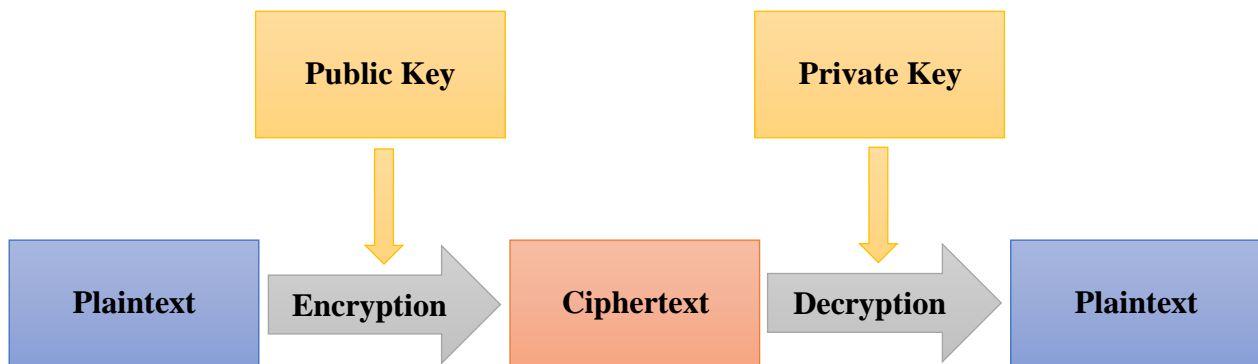 Public Key
Private Key
Plaintext
Encryption
Ciphertext
Decryption
Plaintext